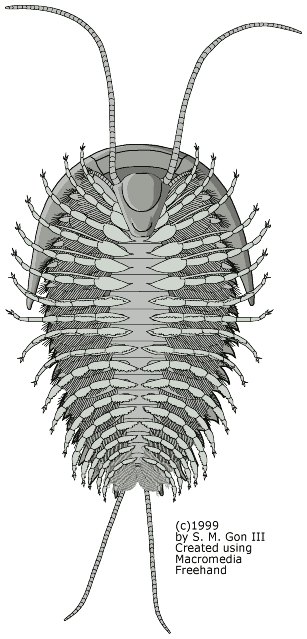 (c)1999
by S. M. Gon III
Created using
Macromedia
Freehand